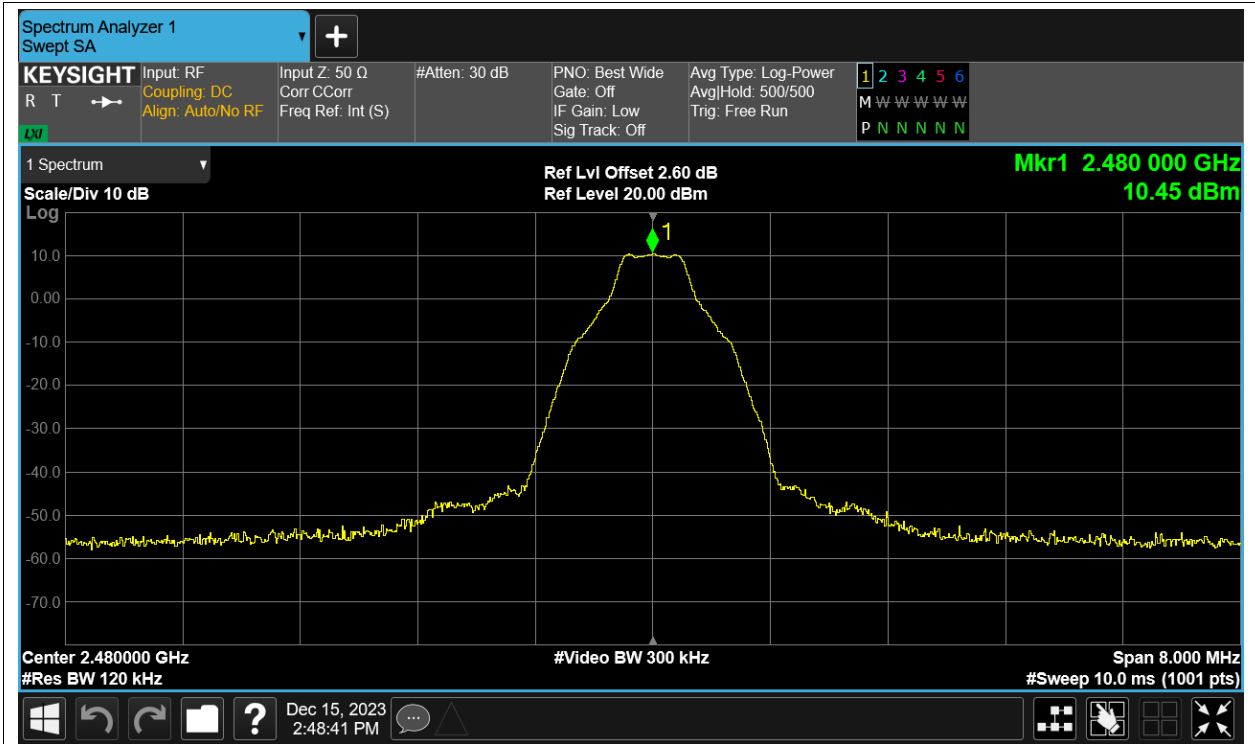 Spectrum Analyzer 1
Swept SA
KEYSIGHT
R T
LXI
Input: RF
Coupling: DC
Align: Auto/No RF
Input Z: 50 Ω
Corr CCorr
Freq Ref: Int (S)
#Atten: 30 dB
PNO: Best Wide
Gate: Off
IF Gain: Low
Sig Track: Off
Avg Type: Log-Power
Avg|Hold: 500/500
Trig: Free Run
1 2 3 4 5 6
M W W W W W
P N N N N N
1 Spectrum
Scale/Div 10 dB
Log
Ref Lvl Offset 2.60 dB
Ref Level 20.00 dBm
Mkr1 2.480 000 GHz
10.45 dBm
1
10.0
0.00
-10.0
-20.0
-30.0
-40.0
-50.0
-60.0
-70.0
Center 2.480000 GHz
#Res BW 120 kHz
#Video BW 300 kHz
Span 8.000 MHz
#Sweep 10.0 ms (1001 pts)
?
Dec 15, 2023
2:48:41 PM